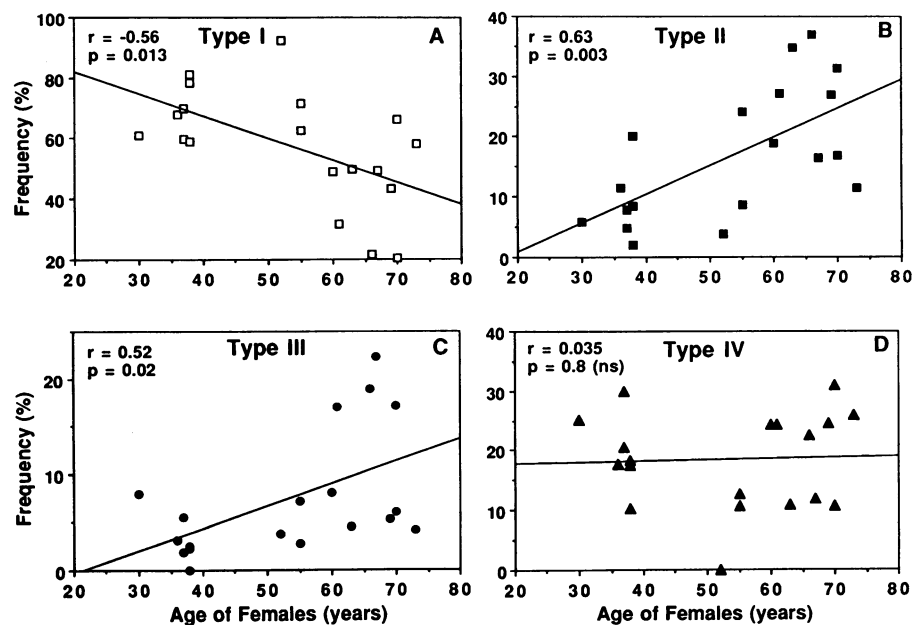 r = -0.56
p = 0.013
Type I
A
Frequency (%)
100
80
60
40
20
20 30 40 50 60 70 80
r = 0.63
p = 0.003
Type II
B
40
30
20
10
0
20 30 40 50 60 70 80
r = 0.52
p = 0.02
Type III
C
Frequency (%)
20
10
0
20 30 40 50 60 70 80
Age of Females (years)
r = 0.035
p = 0.8 (ns)
Type IV
D
40
30
20
10
0
20 30 40 50 60 70 80
Age of Females (years)